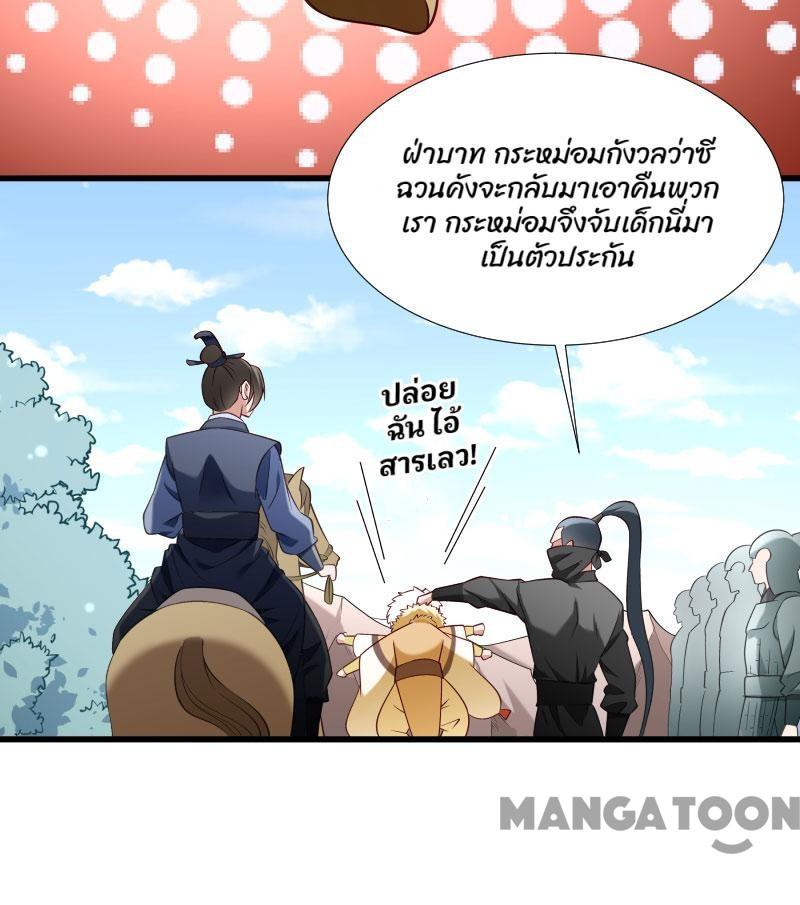 ฝ่าบาท กระหม่อมกังวลว่าซี
ฉวนคังจะกลับมาเอาคืนพวก
เรา กระหม่อมจึงจับเด็กนี่มา
เป็นตัวประกัน
ปล่อย
ฉัน ไอ้
สารเลว!
MANGA TOON